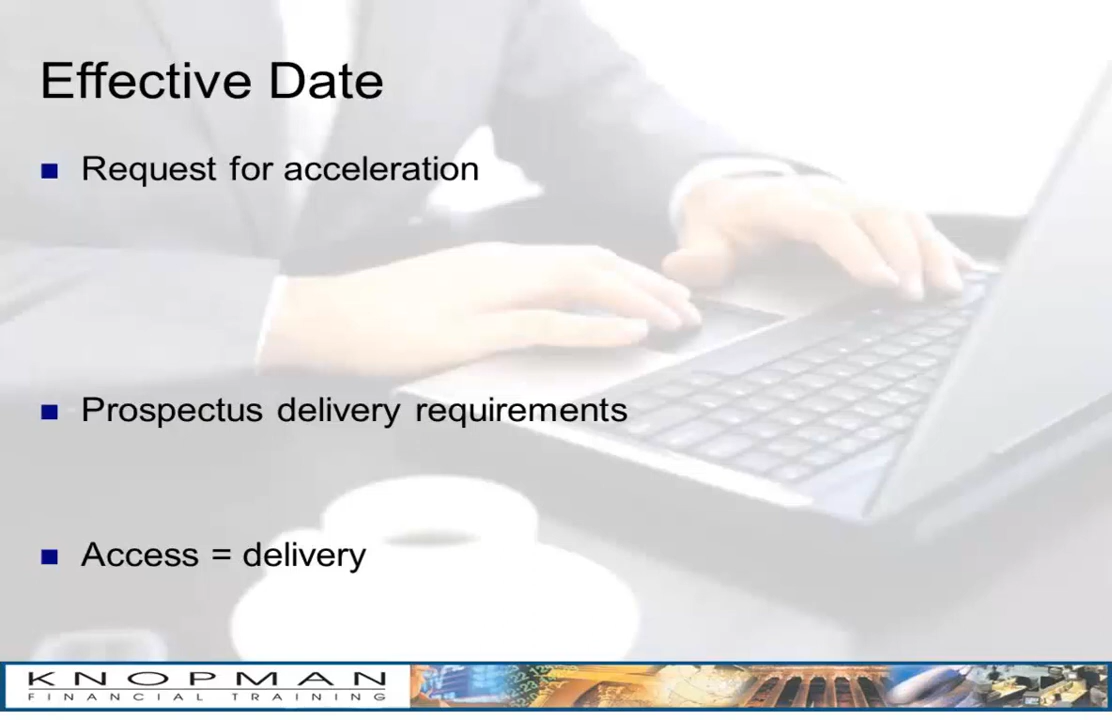 Effective Date
Request for acceleration
Prospectus delivery requirements
Access = delivery
KNOPMAN
FINANCIAL TRAINING